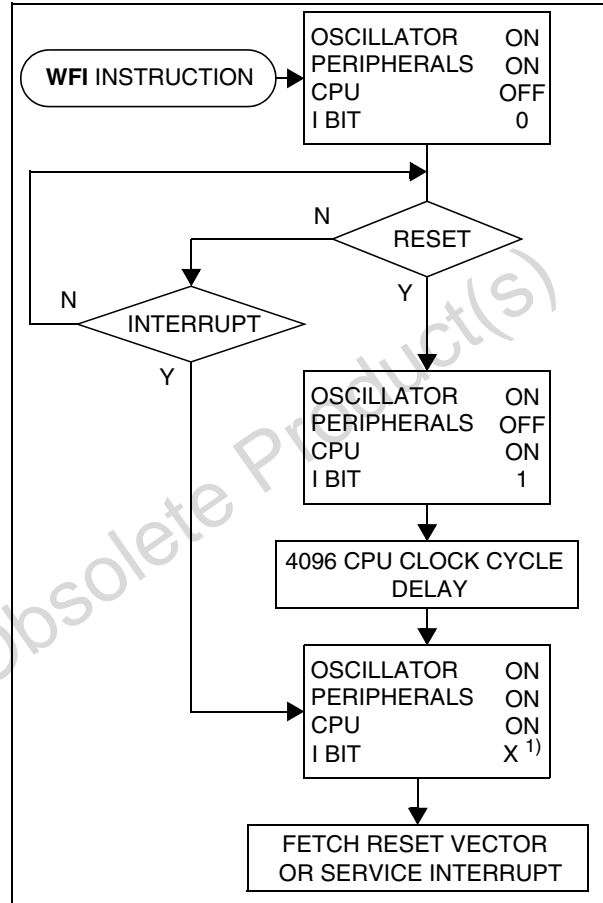 WFI INSTRUCTION
OSCILLATOR ON
PERIPHERALS ON
CPU OFF
I BIT 0
N
RESET
N
Y
INTERRUPT
Y
OSCILLATOR ON
PERIPHERALS OFF
CPU ON
I BIT 1
4096 CPU CLOCK CYCLE
DELAY
OSCILLATOR ON
PERIPHERALS ON
CPU ON
I BIT X 1)
FETCH RESET VECTOR
OR SERVICE INTERRUPT
Obsolete Product(s)